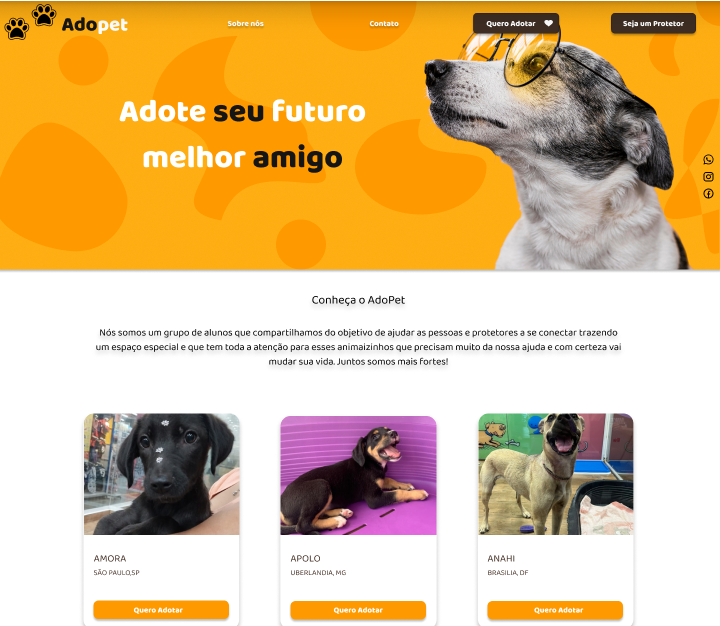 Adopet
Sobre nós
Contato
Quero Adotar
Seja um Protetor
Adote seu futuro
melhor amigo
Conheça o AdoPet
Nós somos um grupo de alunos que compartilhamos do objetivo de ajudar as pessoas e protetores a se conectar trazendo
um espaço especial e que tem toda a atenção para esses animaizinhos que precisam muito da nossa ajuda e com certeza vai
mudar sua vida. Juntos somos mais fortes!
AMORA
SÃO PAULO,SP
Quero Adotar
APOLO
UBERLANDIA, MG
Quero Adotar
ANAHI
BRASILIA, DF
Quero Adotar